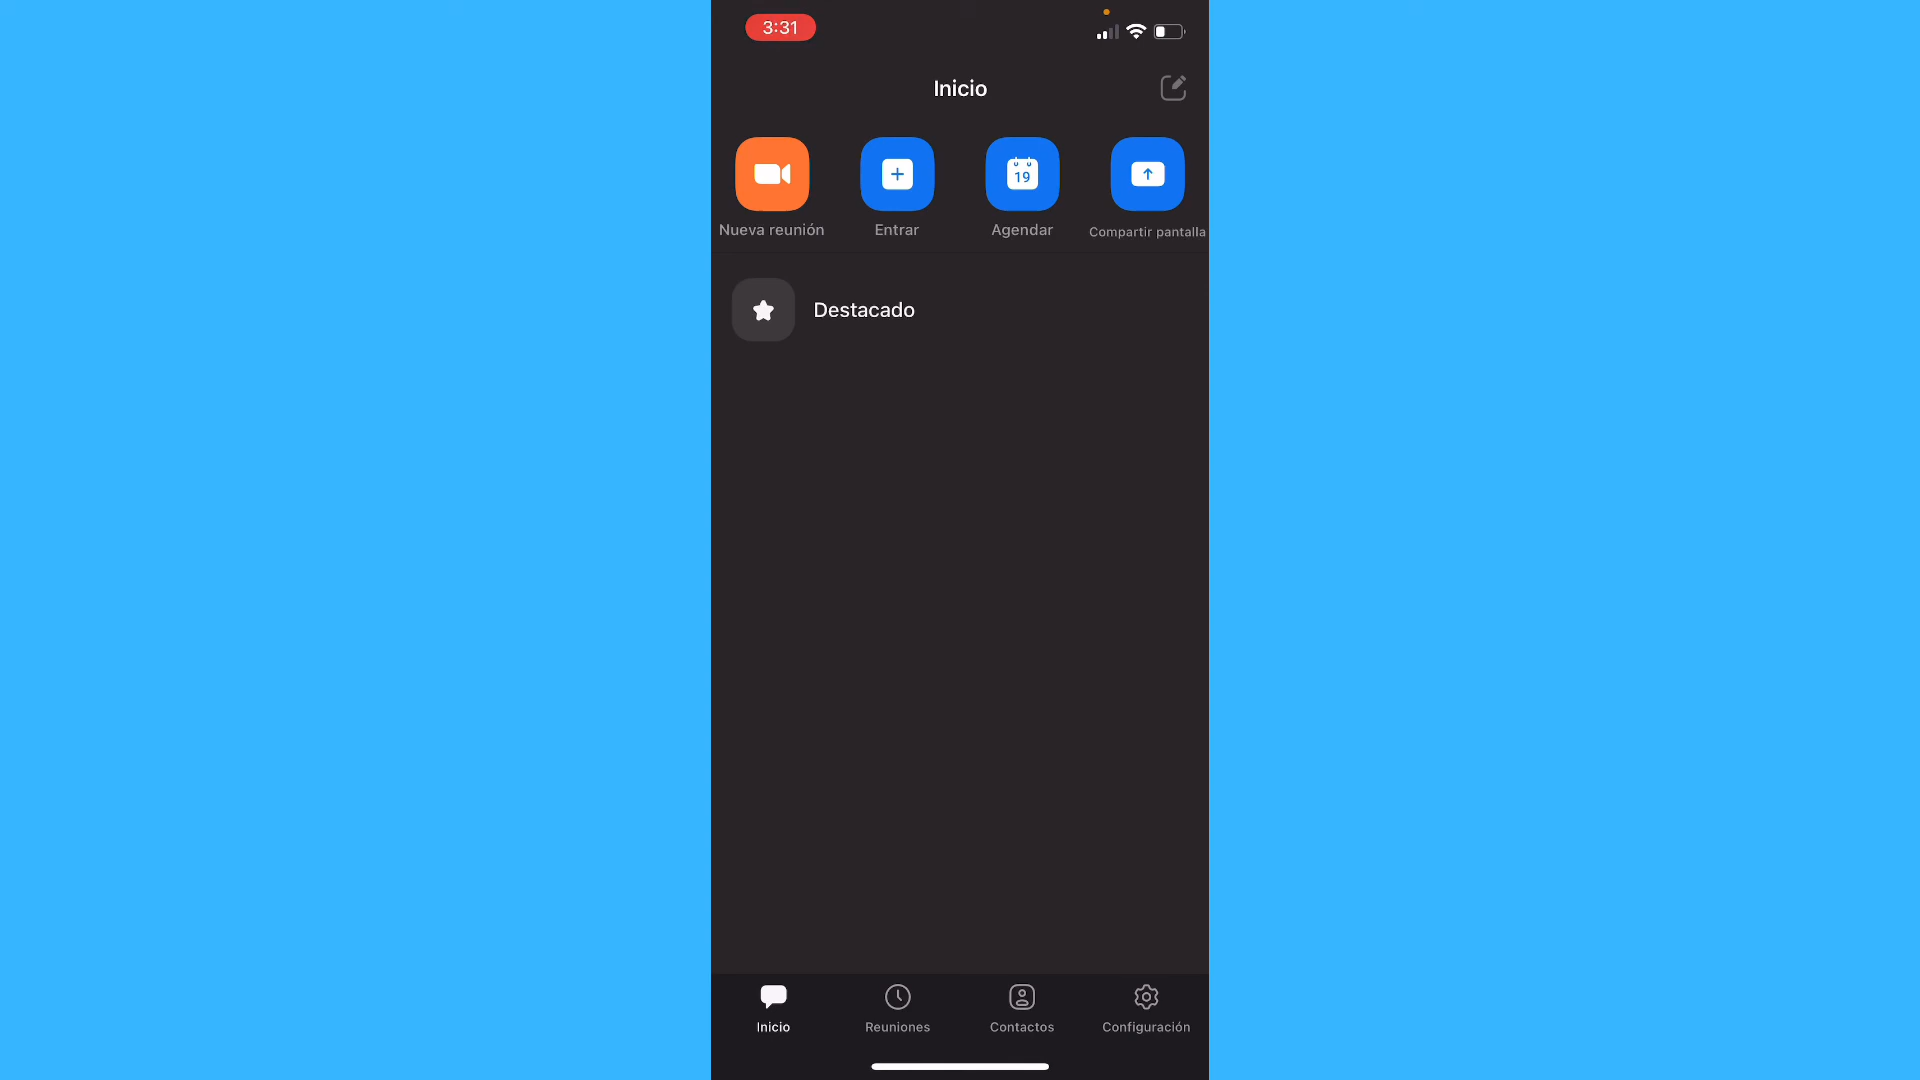 3:31
Inicio
19
Nueva reunión
Entrar
Agendar
Compartir pantalla
Destacado
Inicio
Reuniones
Contactos
Configuración